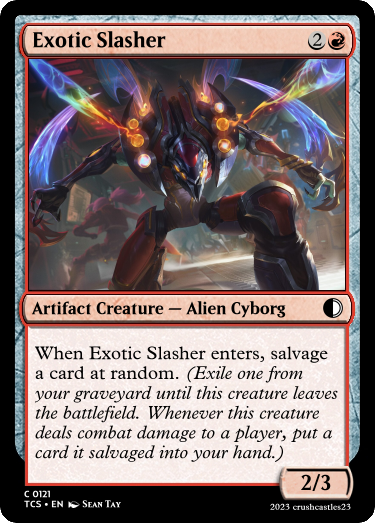 Exotic Slasher 2
Artifact Creature — Alien Cyborg
When Exotic Slasher enters, salvage
a card at random. (Exile one from
your graveyard until this creature leaves
the battlefield. Whenever this creature
deals combat damage to a player, put a
card it salvaged into your hand.)
2/3
C 0121
TCS • EN Sean Tay
2023 crushcastles23